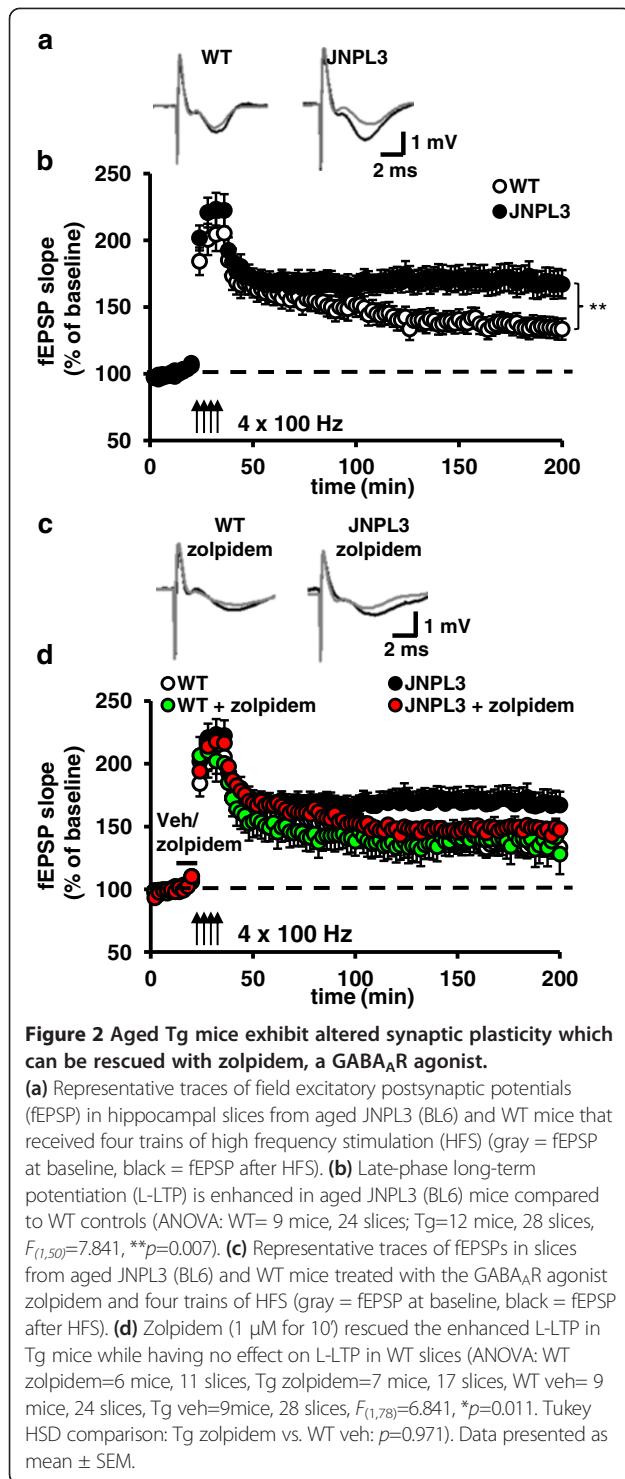 a
WT
JNPL3
1 mV
2 ms
b
250
200
150
100
50
fEPSP slope
(% of baseline)
WT
JNPL3
**
4 x 100 Hz
0 50 100 150 200
time (min)
c
WT
zolpidem
JNPL3
zolpidem
1 mV
2 ms
d
WT
WT + zolpidem
JNPL3
JNPL3 + zolpidem
250
200
150
100
50
fEPSP slope
(% of baseline)
Veh/
zolpidem
4 x 100 Hz
0 50 100 150 200
time (min)
Figure 2 Aged Tg mice exhibit altered synaptic plasticity which
can be rescued with zolpidem, a GABAAR agonist.
(a) Representative traces of field excitatory postsynaptic potentials
(fEPSP) in hippocampal slices from aged JNPL3 (BL6) and WT mice that
received four trains of high frequency stimulation (HFS) (gray = fEPSP
at baseline, black = fEPSP after HFS). (b) Late-phase long-term
potentiation (L-LTP) is enhanced in aged JNPL3 (BL6) mice compared
to WT controls (ANOVA: WT= 9 mice, 24 slices; Tg=12 mice, 28 slices,
F(1,50)=7.841, **p=0.007). (c) Representative traces of fEPSPs in slices
from aged JNPL3 (BL6) and WT mice treated with the GABAAR agonist
zolpidem and four trains of HFS (gray = fEPSP at baseline, black = fEPSP
after HFS). (d) Zolpidem (1 μM for 10') rescued the enhanced L-LTP in
Tg mice while having no effect on L-LTP in WT slices (ANOVA: WT
zolpidem=6 mice, 11 slices, Tg zolpidem=7 mice, 17 slices, WT veh= 9
mice, 24 slices, Tg veh=9mice, 28 slices, F(1,78)=6.841, *p=0.011. Tukey
HSD comparison: Tg zolpidem vs. WT veh: p=0.971). Data presented as
mean ± SEM.